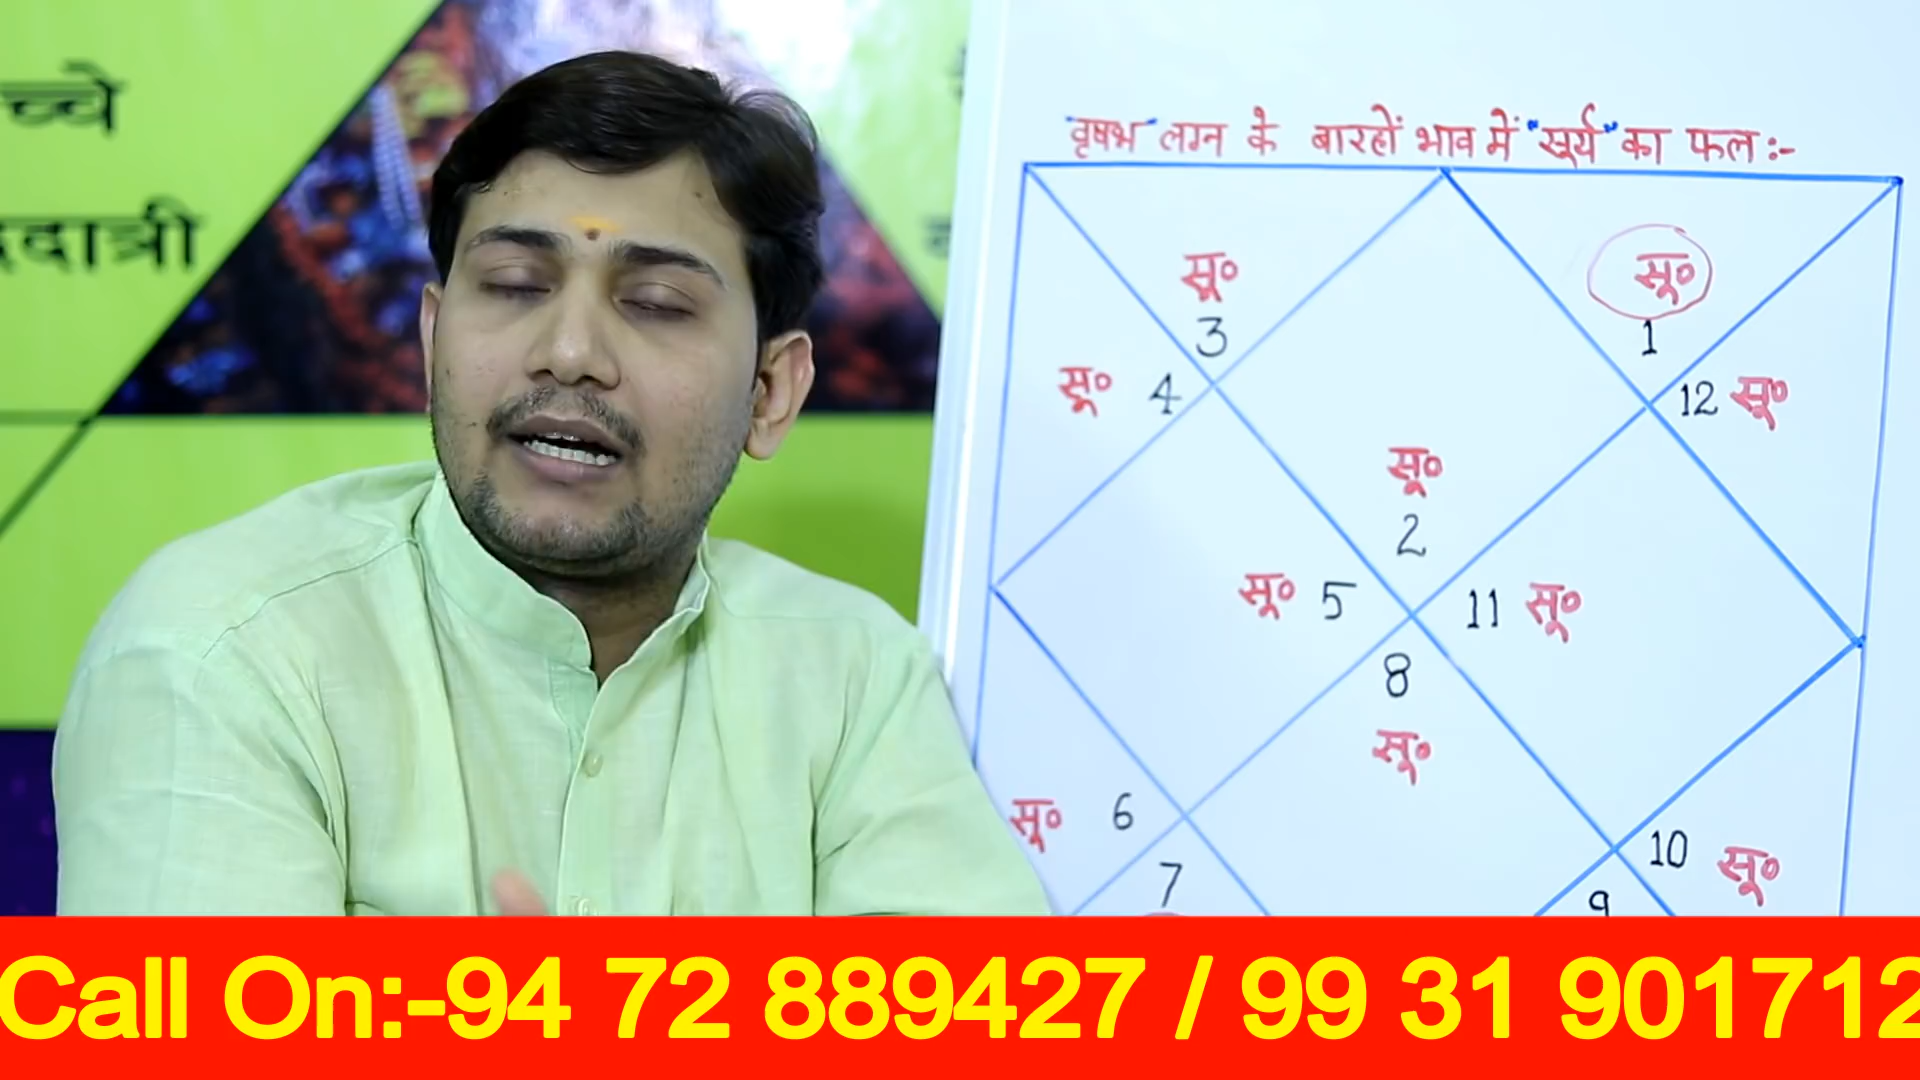 च्चे
दात्री
वृषभ लग्न के बारहों भाव में "सूर्य" का फल :-
सू०
3
सू०
1
सू० 4
12 सू०
सू०
2
सू० 5
11 सू०
8
सू०
सू० 6
7
10 सू०
9
Call On:-94 72 889427 / 99 31 901712